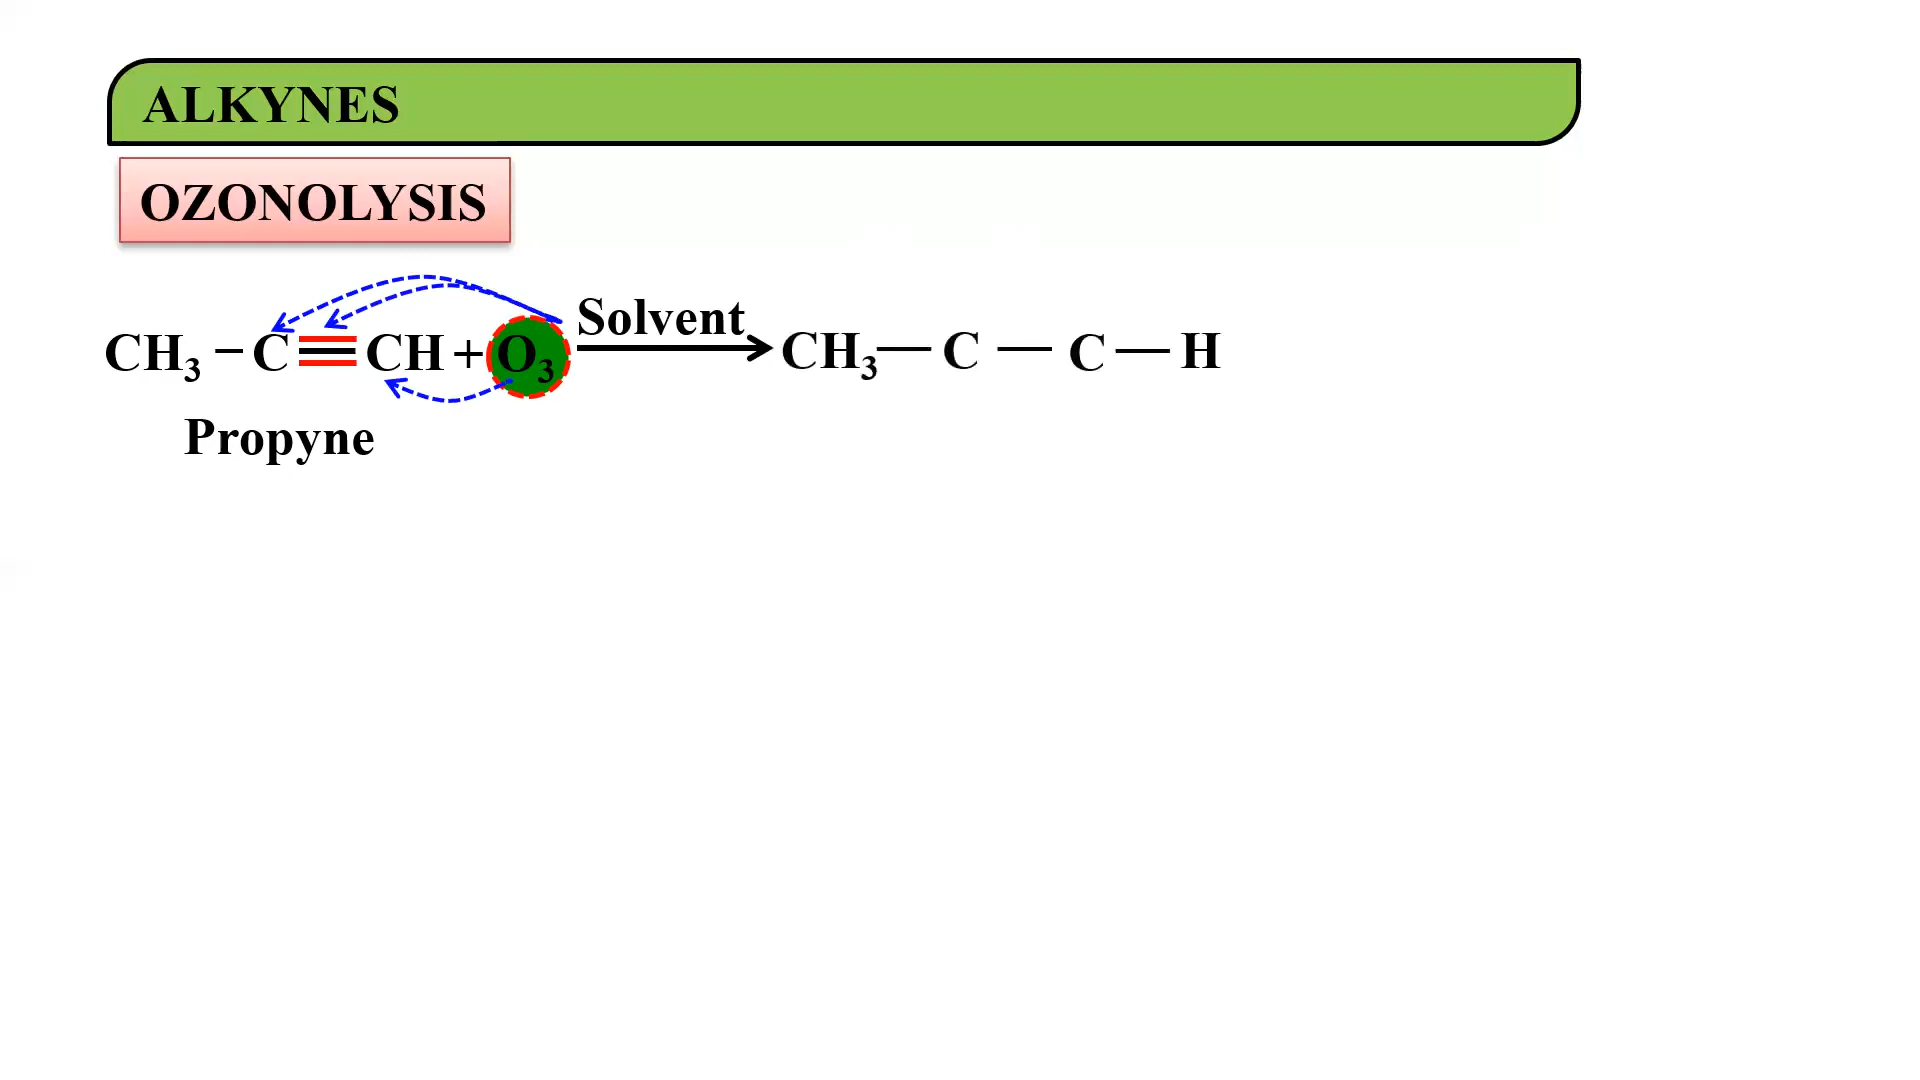 ALKYNES
OZONOLYSIS
CH₃ – C ≡ CH + O₃ Solvent → CH₃ — C — C — H
Propyne